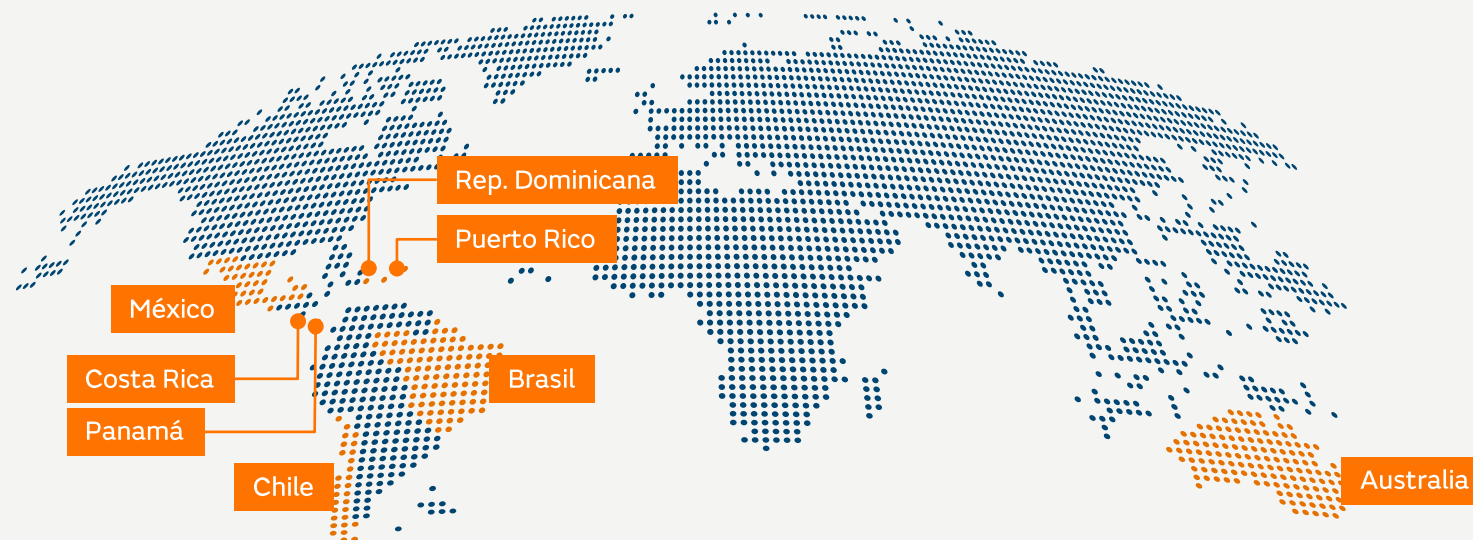 Rep. Dominicana
Puerto Rico
México
Costa Rica
Brasil
Panamá
Chile
Australia